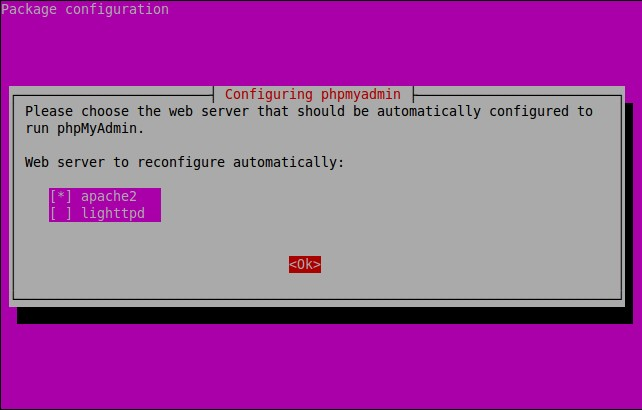 Package configuration
Configuring phpmyadmin
Please choose the web server that should be automatically configured to
run phpMyAdmin.
Web server to reconfigure automatically:
[*] apache2
[ ] lighttpd
<Ok>